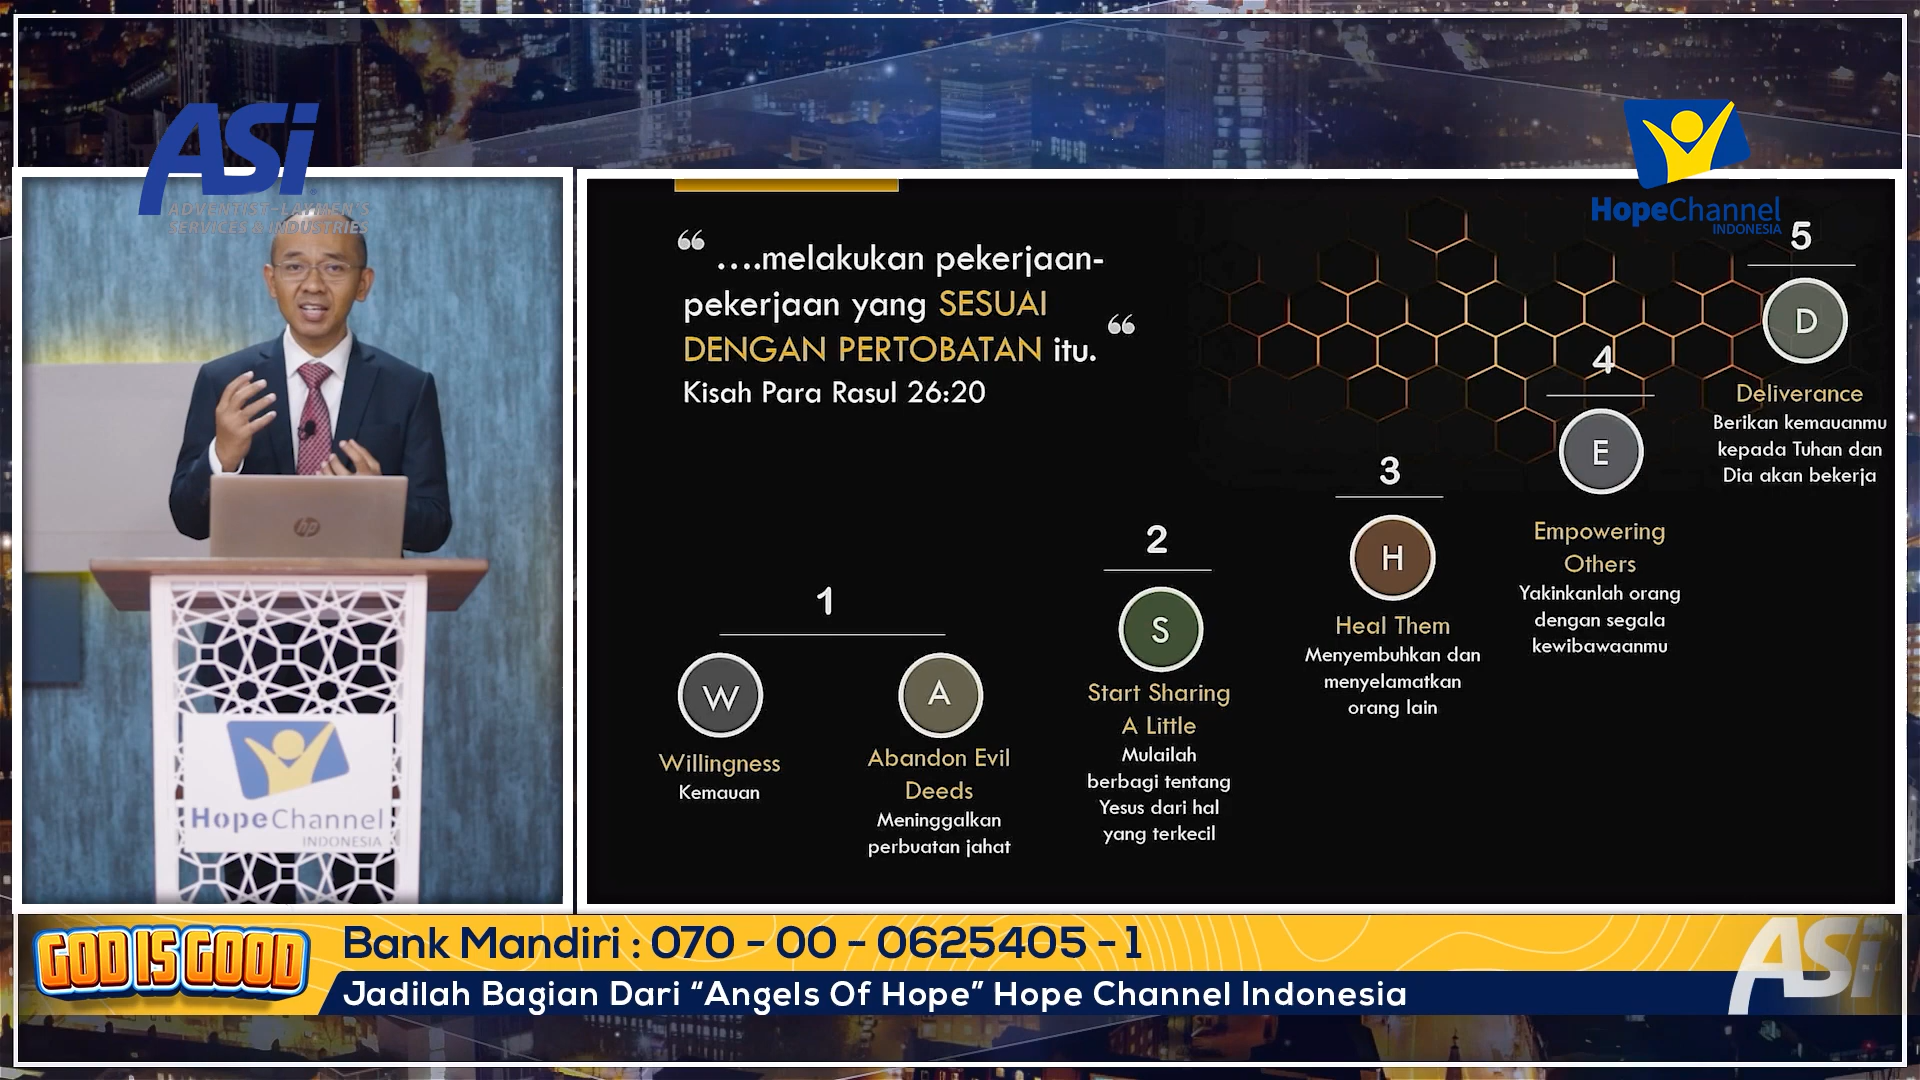 ASi
ADVENTIST-LAYMEN'S
SERVICES & INDUSTRIES
HopeChannel
INDONESIA
“ ....melakukan pekerjaan-
pekerjaan yang SESUAI
DENGAN PERTOBATAN itu. “
Kisah Para Rasul 26:20
1
W
Willingness
Kemauan
A
Abandon Evil
Deeds
Meninggalkan
perbuatan jahat
2
S
Start Sharing
A Little
Mulailah
berbagi tentang
Yesus dari hal
yang terkecil
3
H
Heal Them
Menyembuhkan dan
menyelamatkan
orang lain
4
E
Empowering
Others
Yakinkanlah orang
dengan segala
kewibawaanmu
5
D
Deliverance
Berikan kemauanmu
kepada Tuhan dan
Dia akan bekerja
hp
HopeChannel
INDONESIA
GOD IS GOOD
Bank Mandiri : 070 - 00 - 0625405 - 1
Jadilah Bagian Dari “Angels Of Hope” Hope Channel Indonesia
ASi